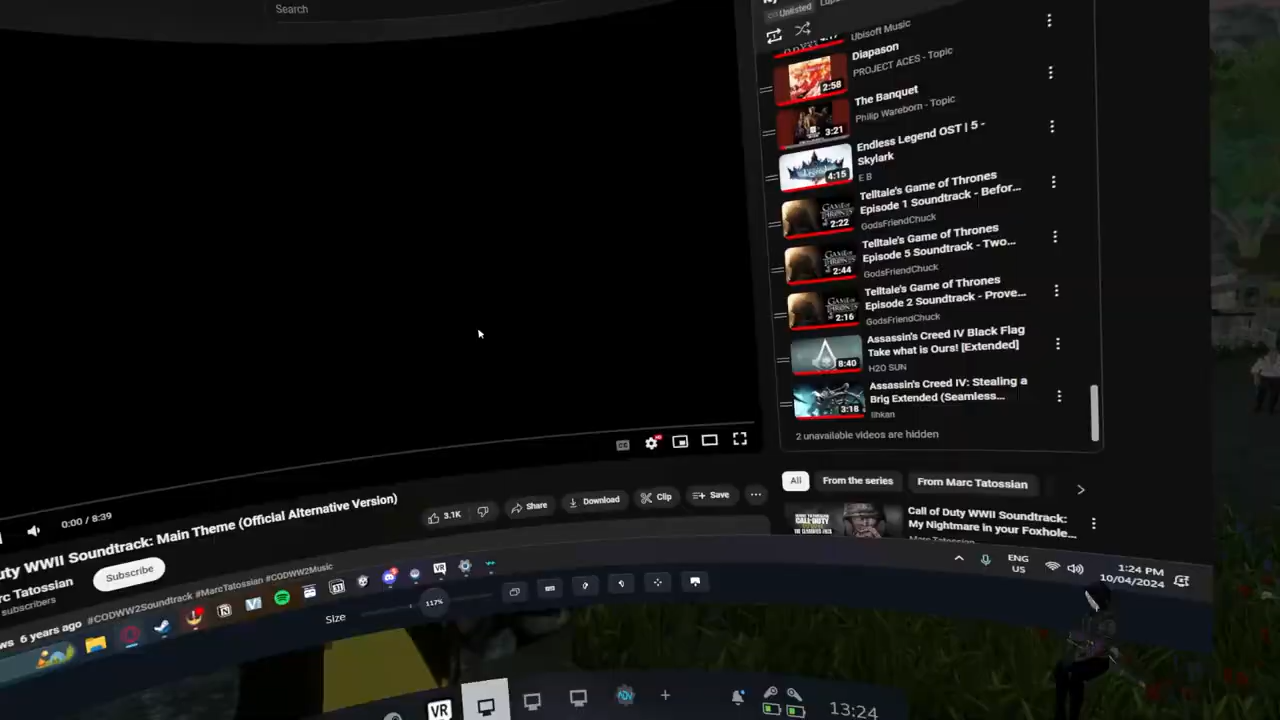 Search
Unlisted
Ubisoft Music
Diapason
PROJECT ACES - Topic
2:58
The Banquet
Philip Wareborn - Topic
3:21
Endless Legend OST | 5 -
Skylark
E B
4:15
Telltale's Game of Thrones
Episode 1 Soundtrack - Befor...
GodsFriendChuck
2:22
Telltale's Game of Thrones
Episode 5 Soundtrack - Two...
GodsFriendChuck
2:44
Telltale's Game of Thrones
Episode 2 Soundtrack - Prove...
GodsFriendChuck
2:16
Assassin's Creed IV Black Flag
Take what is Ours! [Extended]
H2O SUN
8:40
Assassin's Creed IV: Stealing a
Brig Extended (Seamless...
Ihkan
3:18
2 unavailable videos are hidden
0:00 / 8:39
uty WWII Soundtrack: Main Theme (Official Alternative Version)
rc Tatossian
subscribers
Subscribe
3.1K
Share
Download
Clip
Save
All
From the series
From Marc Tatossian
Call of Duty WWII Soundtrack:
My Nightmare in your Foxhole...
ws 6 years ago #CODWW2Soundtrack #MarcTatossian #CODWW2Music
ENG
US
1:24 PM
10/04/2024
Size
117%
VR
13:24